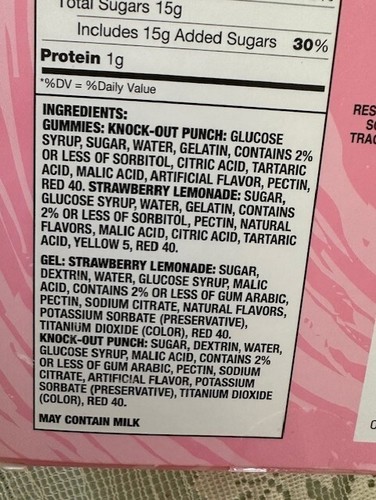 Total Sugars 15g
Includes 15g Added Sugars 30%
Protein 1g
*%DV = %Daily Value
INGREDIENTS:
GUMMIES: KNOCK-OUT PUNCH: GLUCOSE
SYRUP, SUGAR, WATER, GELATIN, CONTAINS 2%
OR LESS OF SORBITOL, CITRIC ACID, TARTARIC
ACID, MALIC ACID, ARTIFICIAL FLAVOR, PECTIN,
RED 40. STRAWBERRY LEMONADE: SUGAR,
GLUCOSE SYRUP, WATER, GELATIN, CONTAINS
2% OR LESS OF SORBITOL, PECTIN, NATURAL
FLAVORS, MALIC ACID, CITRIC ACID, TARTARIC
ACID, YELLOW 5, RED 40.
GEL: STRAWBERRY LEMONADE: SUGAR,
DEXTRIN, WATER, GLUCOSE SYRUP, MALIC
ACID, CONTAINS 2% OR LESS OF GUM ARABIC,
PECTIN, SODIUM CITRATE, NATURAL FLAVORS,
POTASSIUM SORBATE (PRESERVATIVE),
TITANIUM DIOXIDE (COLOR), RED 40.
KNOCK-OUT PUNCH: SUGAR, DEXTRIN, WATER,
GLUCOSE SYRUP, MALIC ACID, CONTAINS 2%
OR LESS OF GUM ARABIC, PECTIN, SODIUM
CITRATE, ARTIFICIAL FLAVOR, POTASSIUM
SORBATE (PRESERVATIVE), TITANIUM DIOXIDE
(COLOR), RED 40.
MAY CONTAIN MILK
RES
TRAC